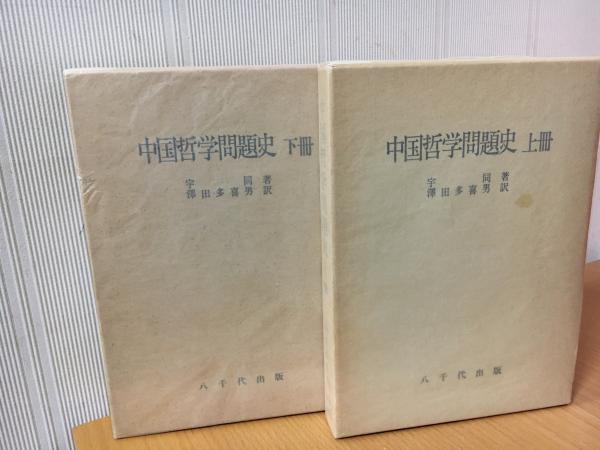 中国哲学問題史 下冊
宇同著
澤田多喜男訳
八千代出版
中国哲学問題史 上冊
宇同著
澤田多喜男訳
八千代出版